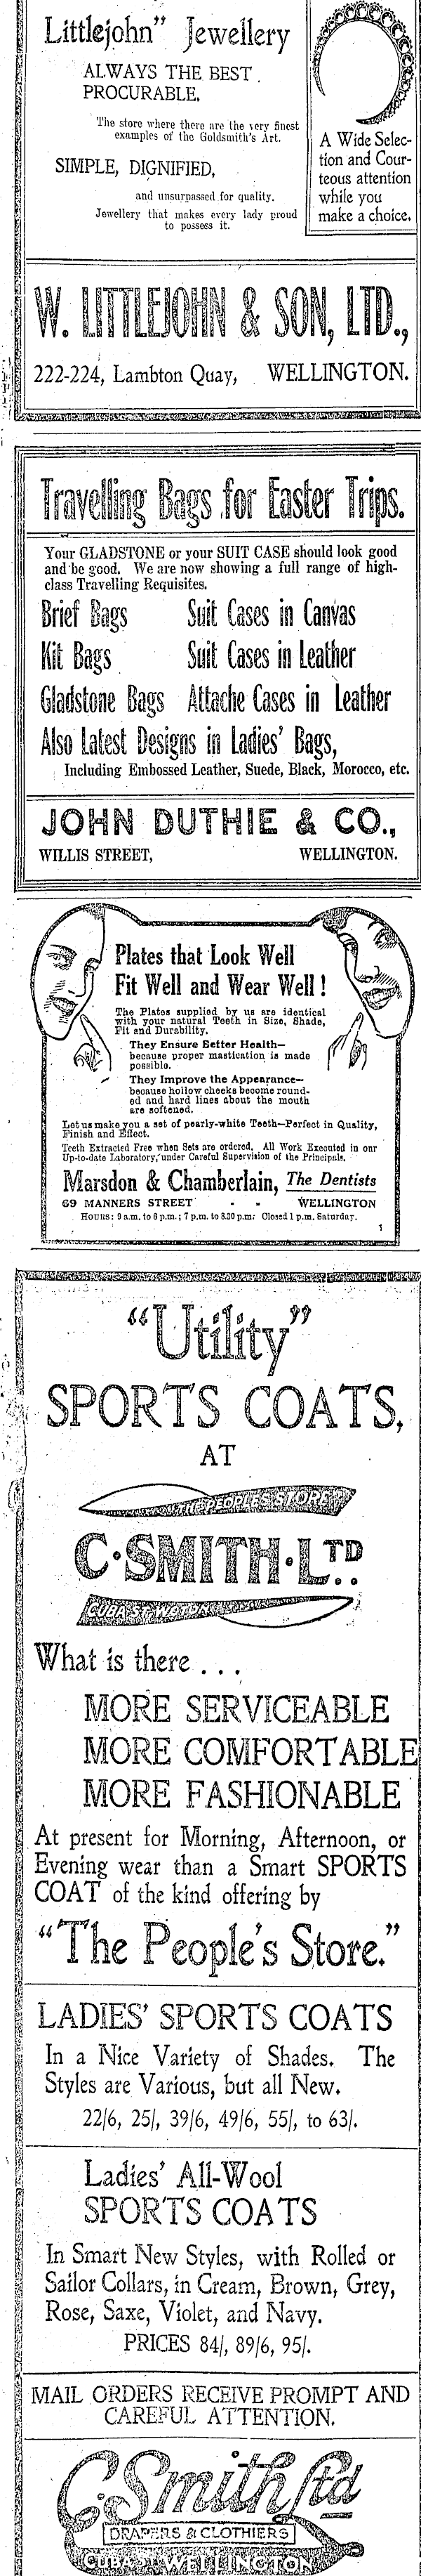 Littlejohn" Jewellery
ALWAYS THE BEST
PROCURABLE.
The store where there are the very finest
examples of the Goldsmith's Art.
SIMPLE, DIGNIFIED,
and unsurpassed for quality.
Jewellery that makes every lady proud
to possess it.
A Wide Selec-
tion and Cour-
teous attention
while you
make a choice.
W. LITTLEJOHN & SON, LTD.,
222-224, Lambton Quay, WELLINGTON.
Travelling Bags for Easter Trips.
Your GLADSTONE or your SUIT CASE should look good
and be good. We are now showing a full range of high-
class Travelling Requisites.
Brief Bags Suit Cases in Canvas
Kit Bags Suit Cases in Leather
Gladstone Bags Attache Cases in Leather
Also Latest Designs in Ladies' Bags,
Including Embossed Leather, Suede, Black, Morocco, etc.
JOHN DUTHIE & CO.,
WILLIS STREET, WELLINGTON.
Plates that Look Well
Fit Well and Wear Well!
The Plates supplied by us are identical
with your natural Teeth in Size, Shade,
Fit and Durability.
They Ensure Better Health—
because proper mastication is made
possible.
They Improve the Appearance—
because hollow cheeks become round-
ed and hard lines about the mouth
are softened.
Let us make you a set of pearly-white Teeth—Perfect in Quality,
Finish and Effect.
Teeth Extracted Free when Sets are ordered. All Work Executed in our
Up-to-date Laboratory, under Careful Supervision of the Principals.
Marsdon & Chamberlain, The Dentists
69 MANNERS STREET - - WELLINGTON
HOURS: 9 a.m. to 6 p.m.; 7 p.m. to 8.30 p.m. Closed 1 p.m. Saturday.
1
"Utility"
SPORTS COATS,
AT
THE PEOPLES STORE
C·SMITH·LTD.
CUBA ST. WGTON
What is there . . .
MORE SERVICEABLE
MORE COMFORTABLE
MORE FASHIONABLE
At present for Morning, Afternoon, or
Evening wear than a Smart SPORTS
COAT of the kind offering by
"The People's Store."
LADIES' SPORTS COATS
In a Nice Variety of Shades. The
Styles are Various, but all New.
22/6, 25/, 39/6, 49/6, 55/, to 63/.
Ladies' All-Wool
SPORTS COATS
In Smart New Styles, with Rolled or
Sailor Collars, in Cream, Brown, Grey,
Rose, Saxe, Violet, and Navy.
PRICES 84/, 89/6, 95/.
MAIL ORDERS RECEIVE PROMPT AND
CAREFUL ATTENTION.
C. Smith Ltd
DRAPERS & CLOTHIERS
CUBA ST WELLINGTON